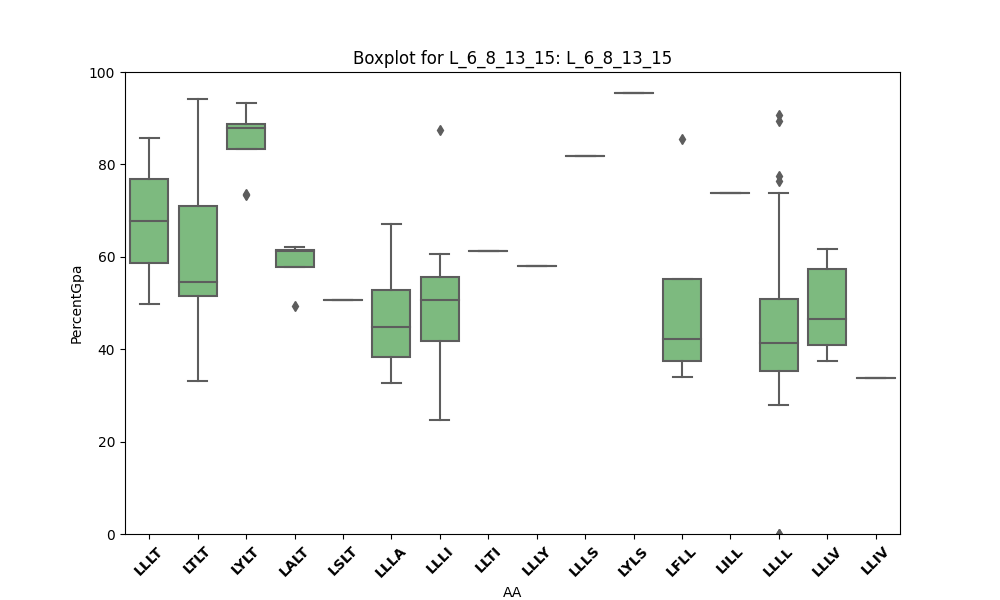 Boxplot for L_6_8_13_15: L_6_8_13_15
100
80
60
40
20
0
PercentGpa
LLLT LTLT LYLT LALT LSLT LLLA LLLI LLTI LLLY LLLS LYLS LFLL LILL LLLL LLLV LLIV
AA